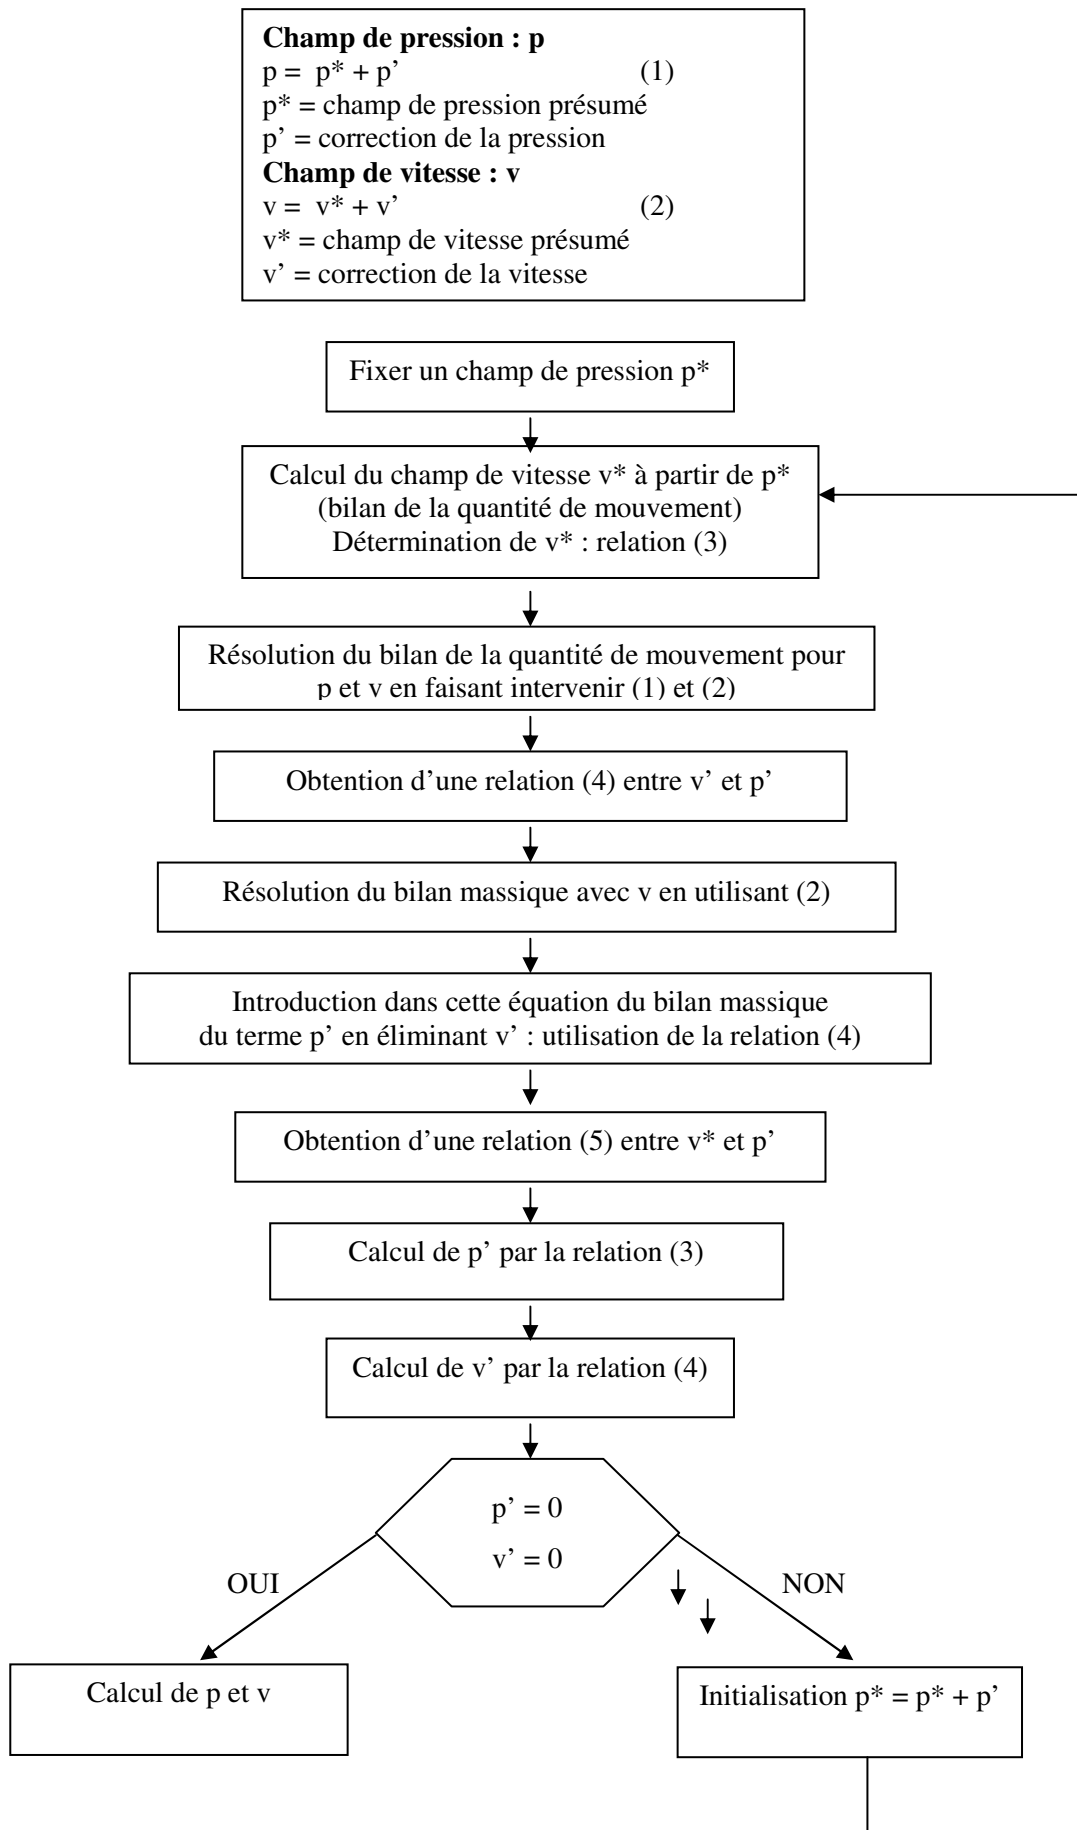 Champ de pression : p
p = p* + p’ (1)
p* = champ de pression présumé
p’ = correction de la pression
Champ de vitesse : v
v = v* + v’ (2)
v* = champ de vitesse présumé
v’ = correction de la vitesse
Fixer un champ de pression p*
Calcul du champ de vitesse v* à partir de p*
(bilan de la quantité de mouvement)
Détermination de v* : relation (3)
Résolution du bilan de la quantité de mouvement pour
p et v en faisant intervenir (1) et (2)
Obtention d’une relation (4) entre v’ et p’
Résolution du bilan massique avec v en utilisant (2)
Introduction dans cette équation du bilan massique
du terme p’ en éliminant v’ : utilisation de la relation (4)
Obtention d’une relation (5) entre v* et p’
Calcul de p’ par la relation (3)
Calcul de v’ par la relation (4)
p’ = 0
v’ = 0
OUI
NON
Calcul de p et v
Initialisation p* = p* + p’